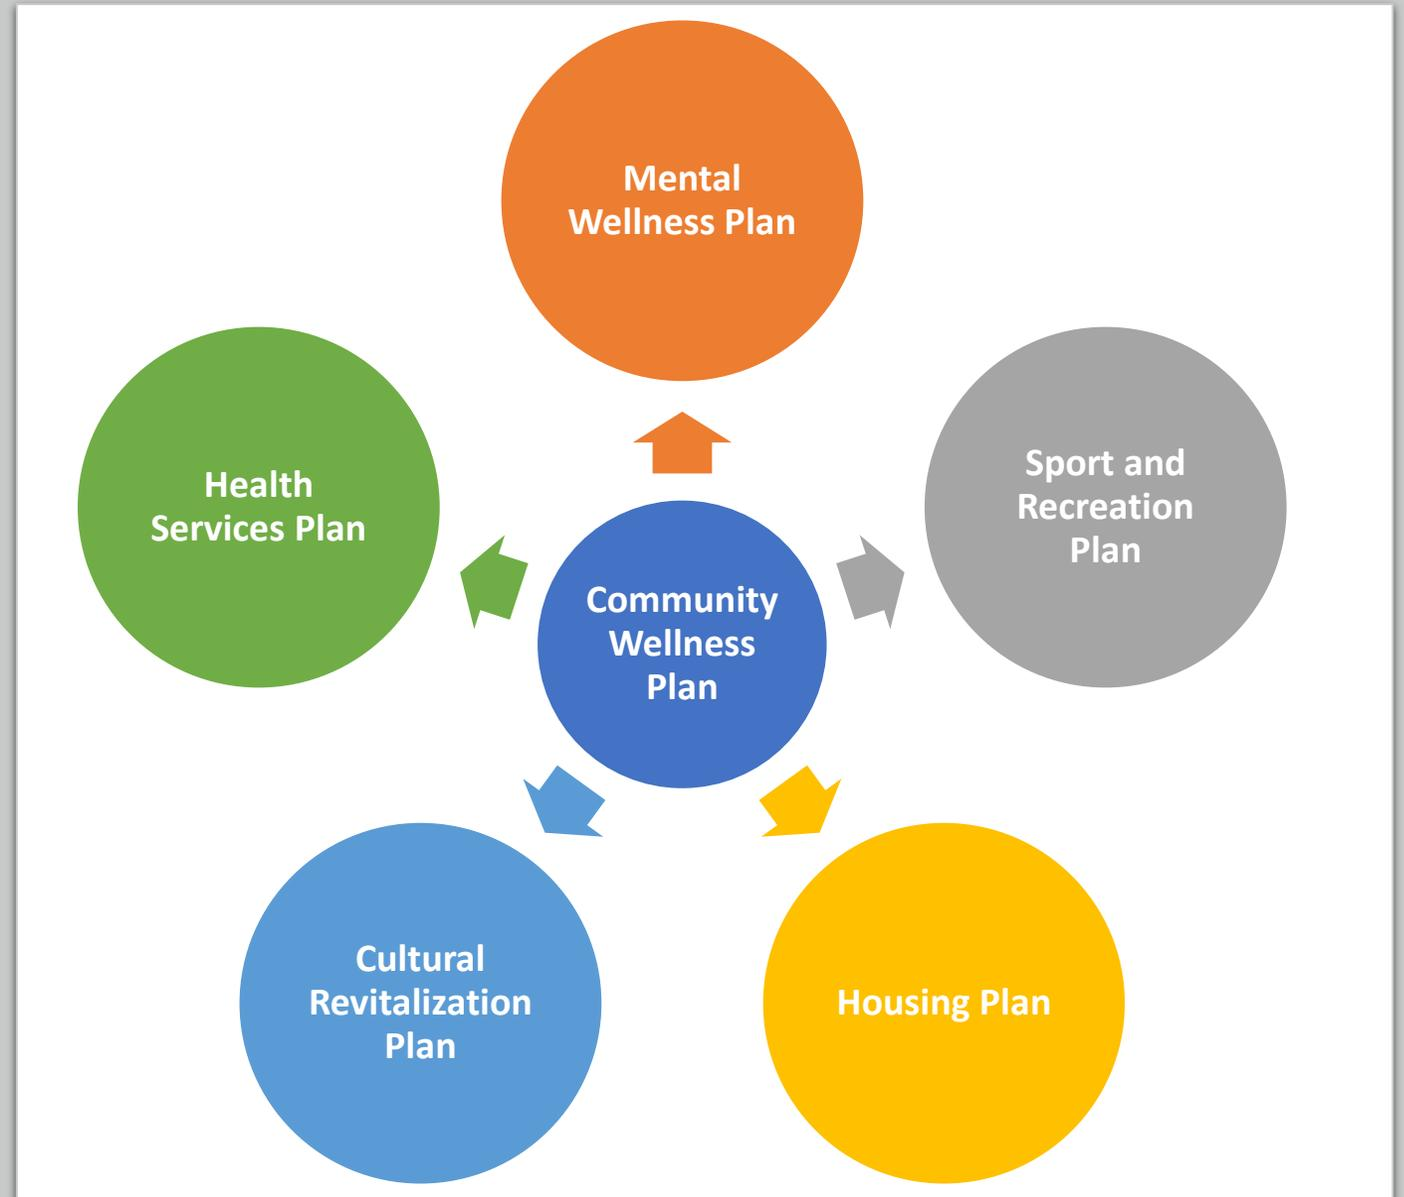 Mental
Wellness Plan
Health
Services Plan
Sport and
Recreation
Plan
Community
Wellness
Plan
Cultural
Revitalization
Plan
Housing Plan